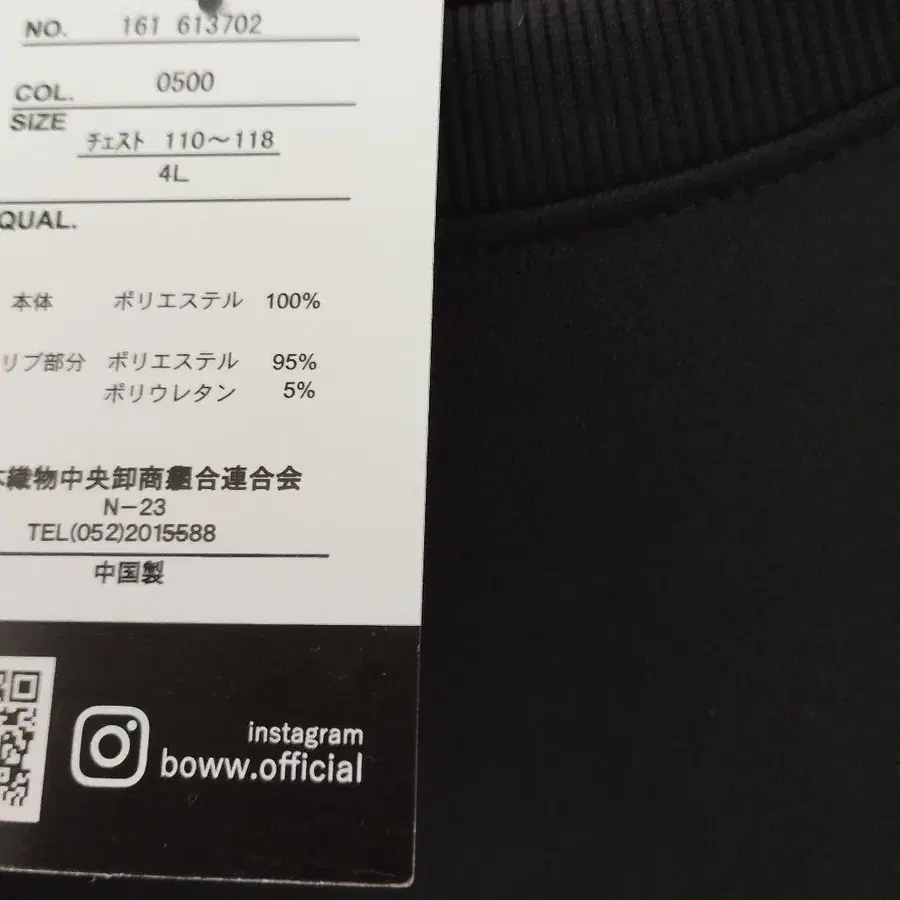 NO. 161 613702
COL. 0500
SIZE
チェスト 110～118
4L
QUAL.
本体 ポリエステル 100%
リブ部分 ポリエステル 95%
ポリウレタン 5%
織物中央卸商組合連合会
N-23
TEL(052)2015588
中国製
instagram
boww.official